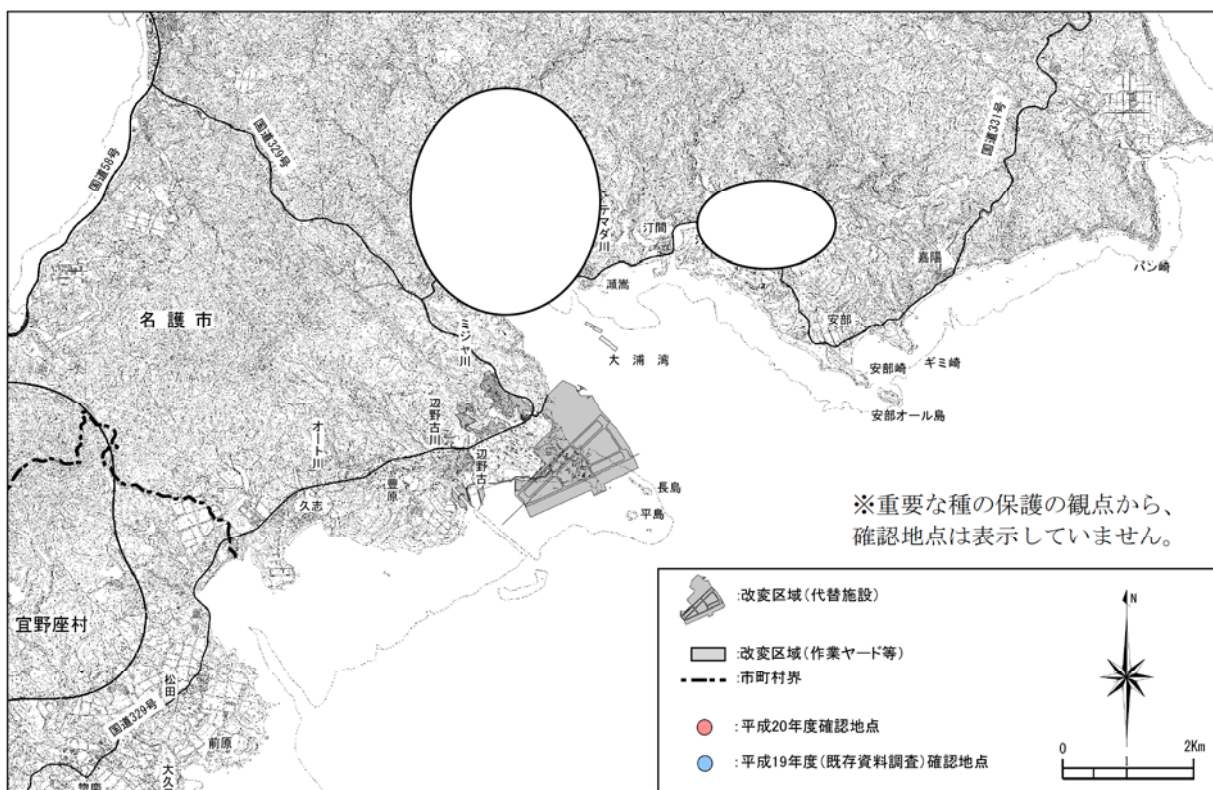 国道58号
国道329号
国道331号
テマダ川
汀間
瀬嵩
嘉陽
バン崎
名護市
ミジャ川
大浦湾
安部
安部崎
ギミ崎
安部オール島
辺野古川
オート川
辺野古
豊原
久志
長島
平島
※重要な種の保護の観点から、
確認地点は表示していません。
宜野座村
松田
国道329号
前原
惣慶
:改変区域(代替施設)
:改変区域(作業ヤード等)
:市町村界
:平成20年度確認地点
:平成19年度(既存資料調査)確認地点
N
0
1
2Km